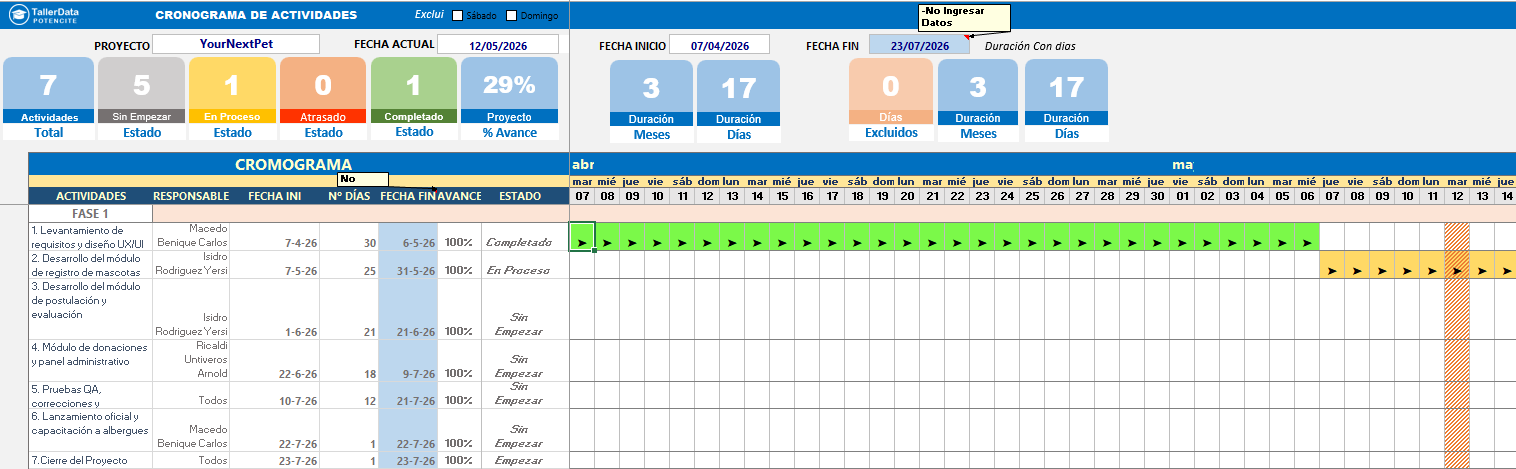 TallerData
POTENCITE
CRONOGRAMA DE ACTIVIDADES
Exclui
Sábado
Domingo
-No Ingresar
Datos
PROYECTO
YourNextPet
FECHA ACTUAL
12/05/2026
FECHA INICIO
07/04/2026
FECHA FIN
23/07/2026
Duración Con dias
7
Actividades
Total
5
Sin Empezar
Estado
1
En Proceso
Estado
0
Atrasado
Estado
1
Completado
Estado
29%
Proyecto
% Avance
3
Duración
Meses
17
Duración
Días
0
Días
Excluidos
3
Duración
Meses
17
Duración
Días
CROMOGRAMA
abr
may
No
mar mié jue vie sáb dom lun mar mié jue vie sáb dom lun mar mié jue vie sáb dom lun mar mié jue vie sáb dom lun mar mié jue vie sáb dom lun mar mié jue
ACTIVIDADES RESPONSABLE FECHA INI Nº DÍAS FECHA FIN AVANCE ESTADO
07 08 09 10 11 12 13 14 15 16 17 18 19 20 21 22 23 24 25 26 27 28 29 30 01 02 03 04 05 06 07 08 09 10 11 12 13 14
FASE 1
1. Levantamiento de
requisitos y diseño UX/UI
Macedo
Benique Carlos
7-4-26 30 6-5-26 100% Completado
2. Desarrollo del módulo
de registro de mascotas
Isidro
Rodriguez Yersi
7-5-26 25 31-5-26 100% En Proceso
3. Desarrollo del módulo
de postulación y
evaluación
Isidro
Rodriguez Yersi
1-6-26 21 21-6-26 100% Sin
Empezar
4. Módulo de donaciones
y panel administrativo
Ricaldi
Untiveros
Arnold
22-6-26 18 9-7-26 100% Sin
Empezar
5. Pruebas QA,
correcciones y
Todos
10-7-26 12 21-7-26 100% Sin
Empezar
6. Lanzamiento oficial y
capacitación a albergues
Macedo
Benique Carlos
22-7-26 1 22-7-26 100% Sin
Empezar
7.Cierre del Proyecto
Todos
23-7-26 1 23-7-26 100% Empezar